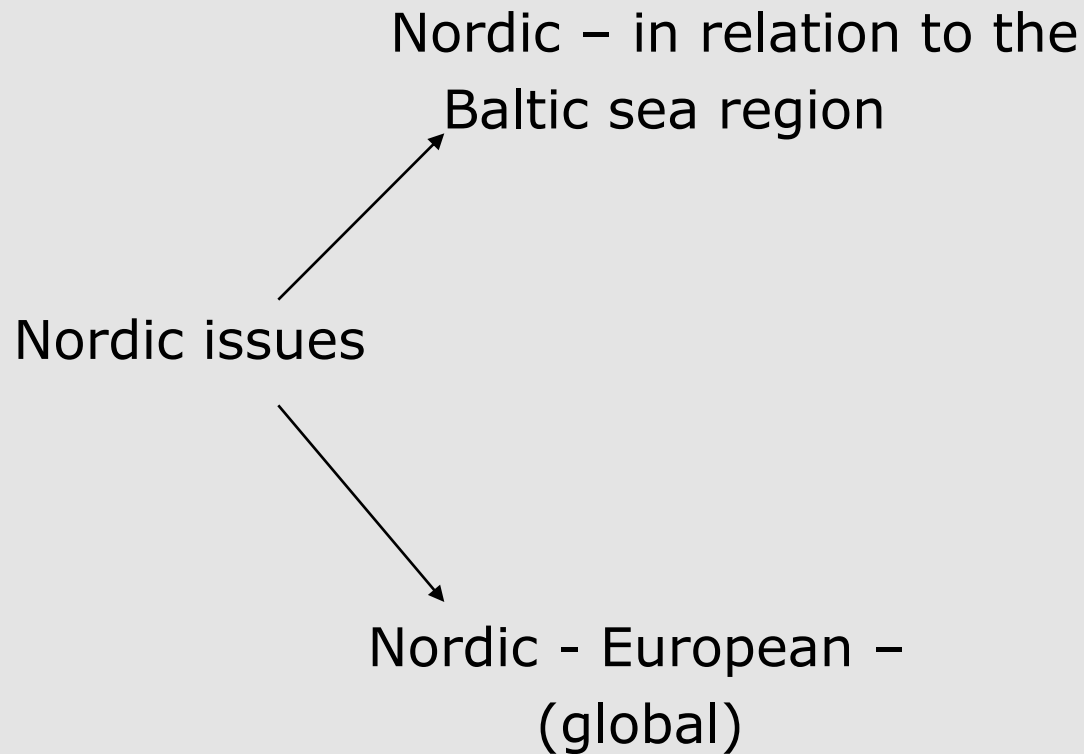 Nordic – in relation to the
Baltic sea region
Nordic issues
Nordic - European –
(global)